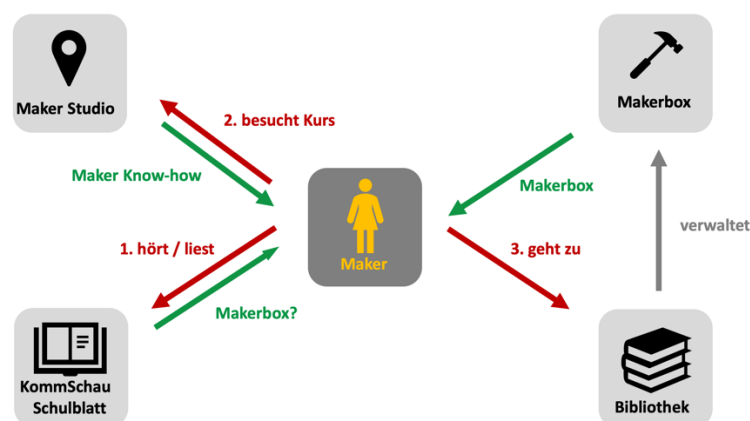 Maker Studio
2. besucht Kurs
Maker Know-how
Makerbox
Makerbox
verwaltet
Maker
1. hört / liest
3. geht zu
Makerbox?
KommSchau
Schulblatt
Bibliothek